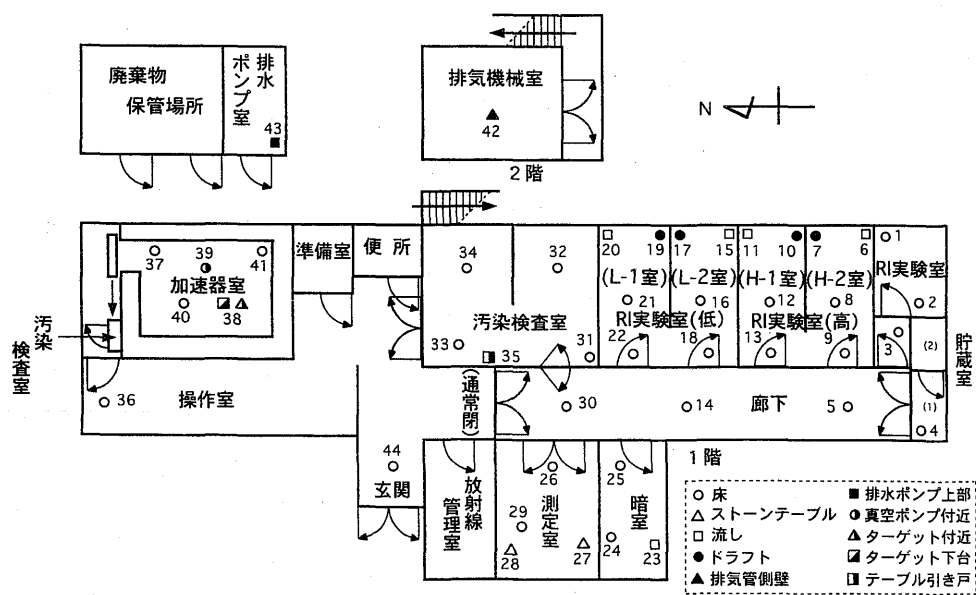 廃棄物
保管場所
排水
ポンプ室
43
排気機械室
42
2階
N
37
39
41
加速器室
40
38
準備室
便所
34
32
20
19
17
15
11
10
7
6
1
(L-1室)
(L-2室)
(H-1室)
(H-2室)
RI実験室
21
16
12
8
2
汚染検査室
RI実験室(低)
RI実験室(高)
33
35
31
22
18
13
9
3
(2)
貯蔵室
汚染
検査室
36
操作室
(通常閉)
30
14
廊下
5
(1)
4
1階
44
玄関
放射線
管理室
26
29
測定室
28
27
25
暗室
24
23
床
ストーンテーブル
流し
ドラフト
排気管側壁
排水ポンプ上部
真空ポンプ付近
ターゲット付近
ターゲット下台
テーブル引き戸